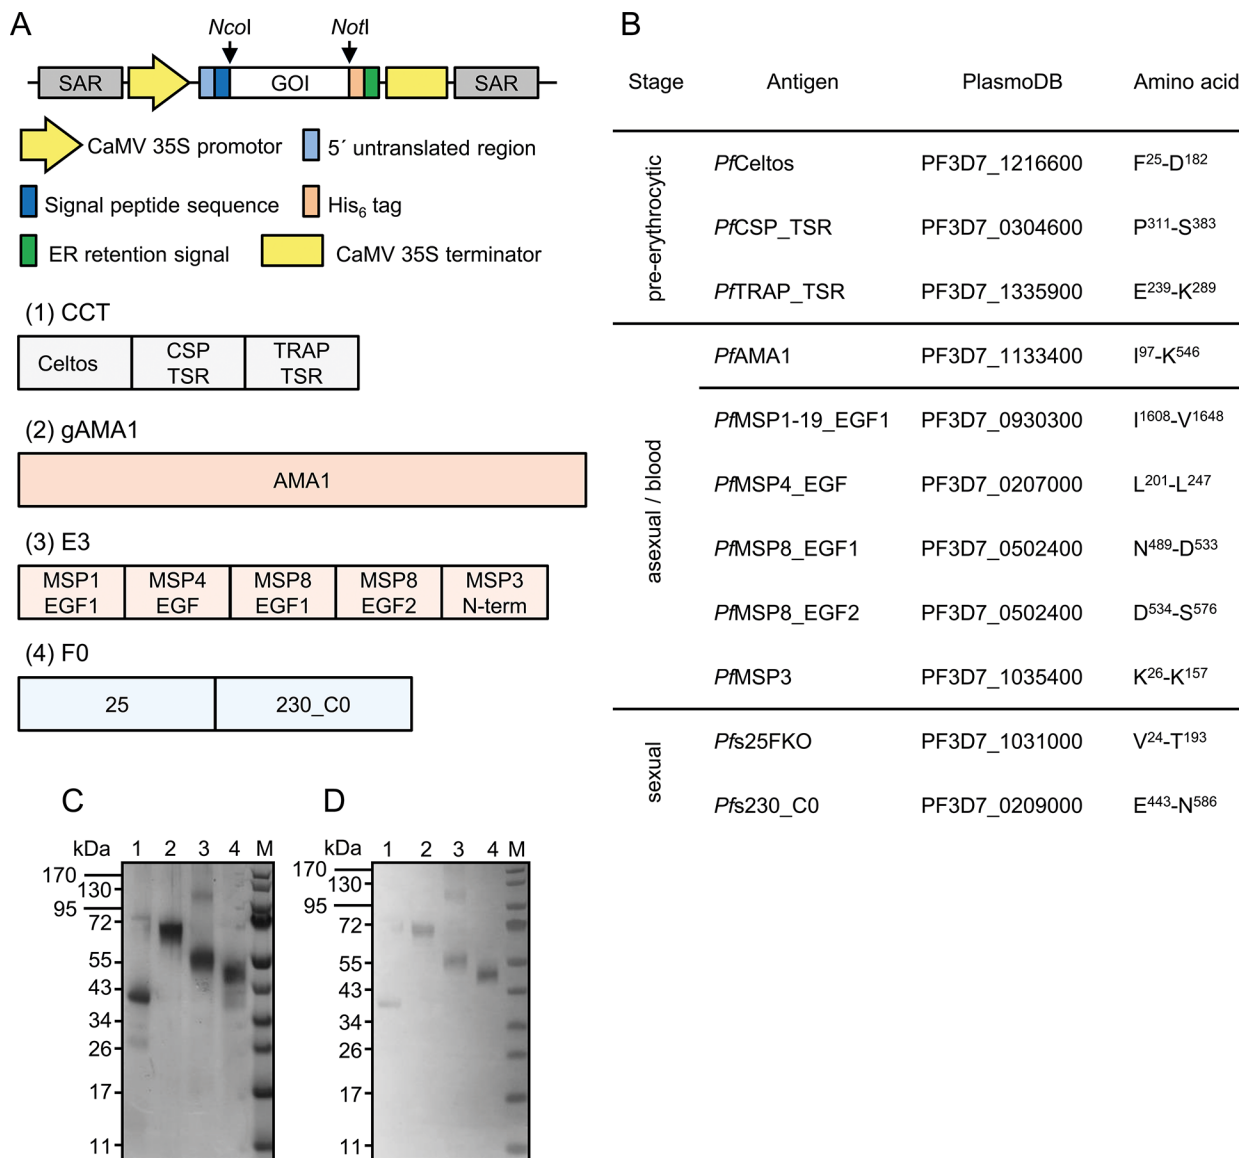 A
NcoI NotI
SAR GOI SAR
CaMV 35S promotor 5´ untranslated region
Signal peptide sequence His6 tag
ER retention signal CaMV 35S terminator
(1) CCT
Celtos CSP TSR TRAP TSR
(2) gAMA1
AMA1
(3) E3
MSP1 EGF1 MSP4 EGF MSP8 EGF1 MSP8 EGF2 MSP3 N-term
(4) F0
25 230_C0
B
Stage Antigen PlasmoDB Amino acid
pre-erythrocytic
PfCeltos PF3D7_1216600 F25-D182
PfCSP_TSR PF3D7_0304600 P311-S383
PfTRAP_TSR PF3D7_1335900 E239-K289
asexual / blood
PfAMA1 PF3D7_1133400 I97-K546
PfMSP1-19_EGF1 PF3D7_0930300 I1608-V1648
PfMSP4_EGF PF3D7_0207000 L201-L247
PfMSP8_EGF1 PF3D7_0502400 N489-D533
PfMSP8_EGF2 PF3D7_0502400 D534-S576
PfMSP3 PF3D7_1035400 K26-K157
sexual
Pfs25FKO PF3D7_1031000 V24-T193
Pfs230_C0 PF3D7_0209000 E443-N586
C
kDa 1 2 3 4 M
170
130
95
72
55
43
34
26
17
11
D
kDa 1 2 3 4 M
170
130
95
72
55
43
34
26
17
11